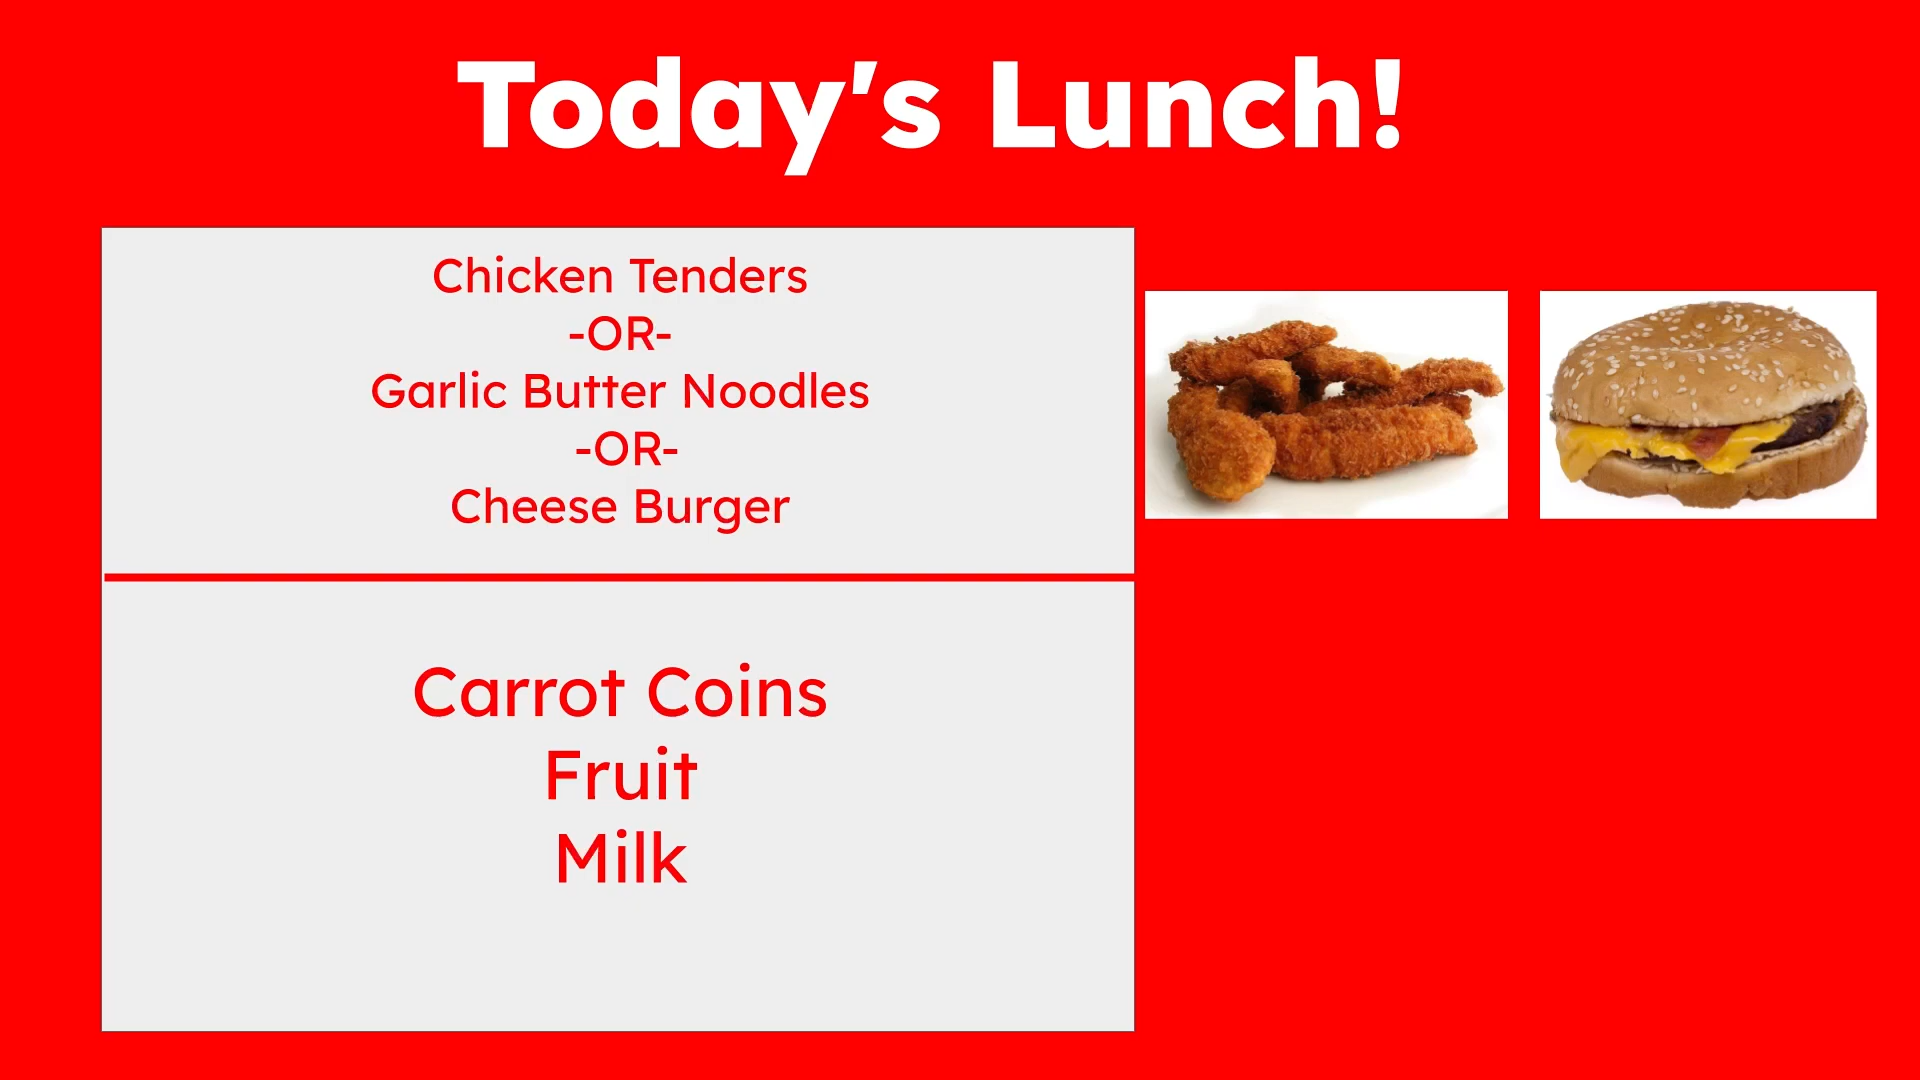 Today's Lunch!
Chicken Tenders
-OR-
Garlic Butter Noodles
-OR-
Cheese Burger
Carrot Coins
Fruit
Milk